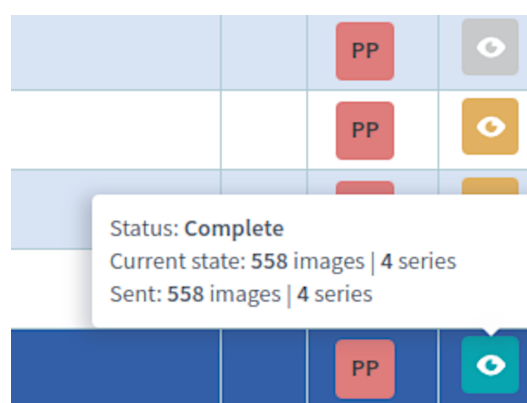 PP
PP
Status: Complete
Current state: 558 images | 4 series
Sent: 558 images | 4 series
PP